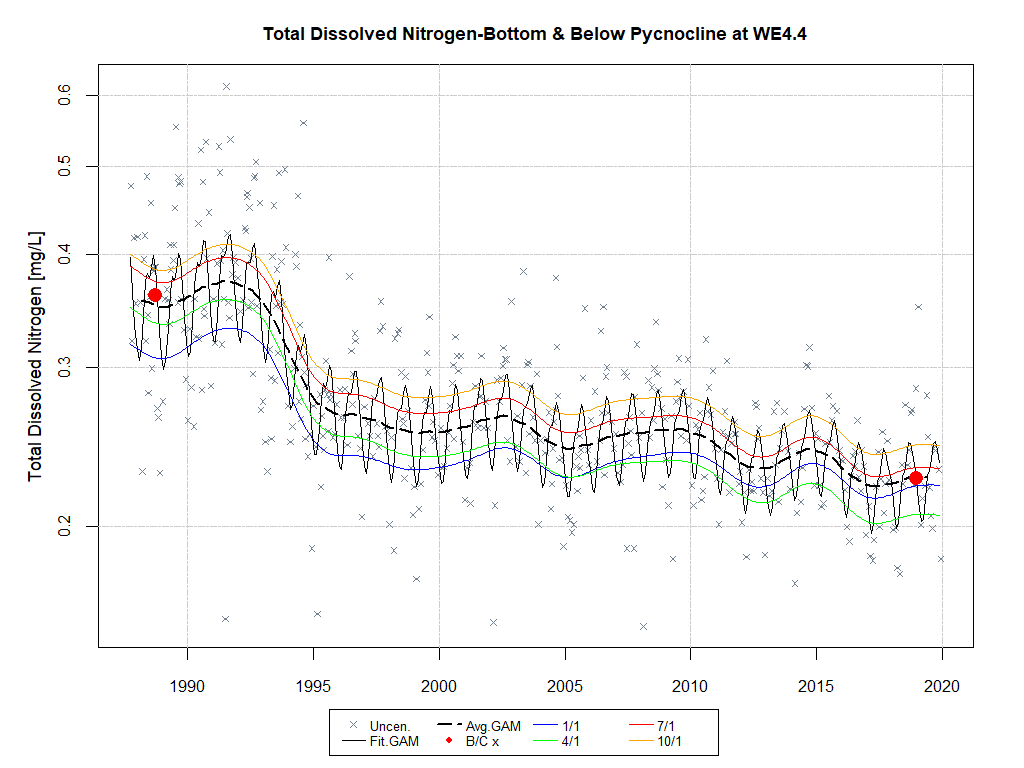 Total Dissolved Nitrogen-Bottom & Below Pycnocline at WE4.4
Total Dissolved Nitrogen [mg/L]
0.6
0.5
0.4
0.3
0.2
1990 1995 2000 2005 2010 2015 2020
Uncen. Avg.GAM 1/1 7/1
Fit.GAM B/C x 4/1 10/1